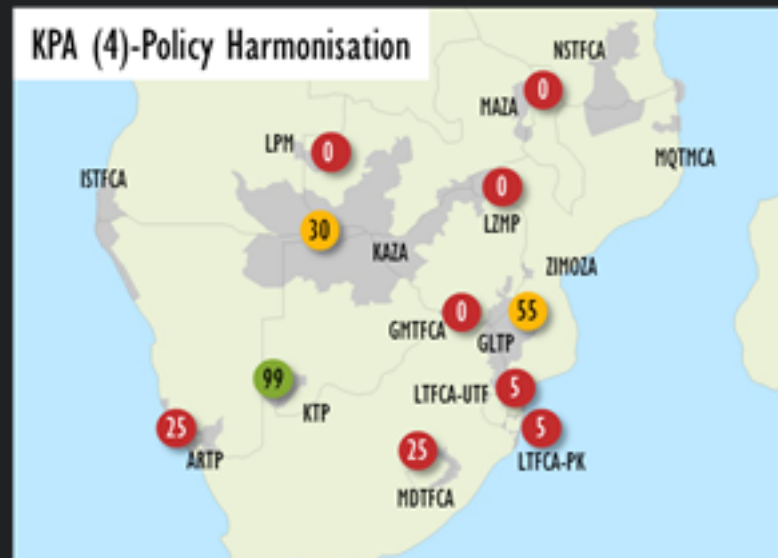 KPA (4)-Policy Harmonisation
NSTFCA
0
MAZA
LPM
0
MQTMCA
ISTFCA
0
LZMP
30
KAZA
ZIMOZA
0
55
GMTFCA
GLTP
99
KTP
LTFCA-UTF
5
25
ARTP
5
LTFCA-PK
25
MDTFCA